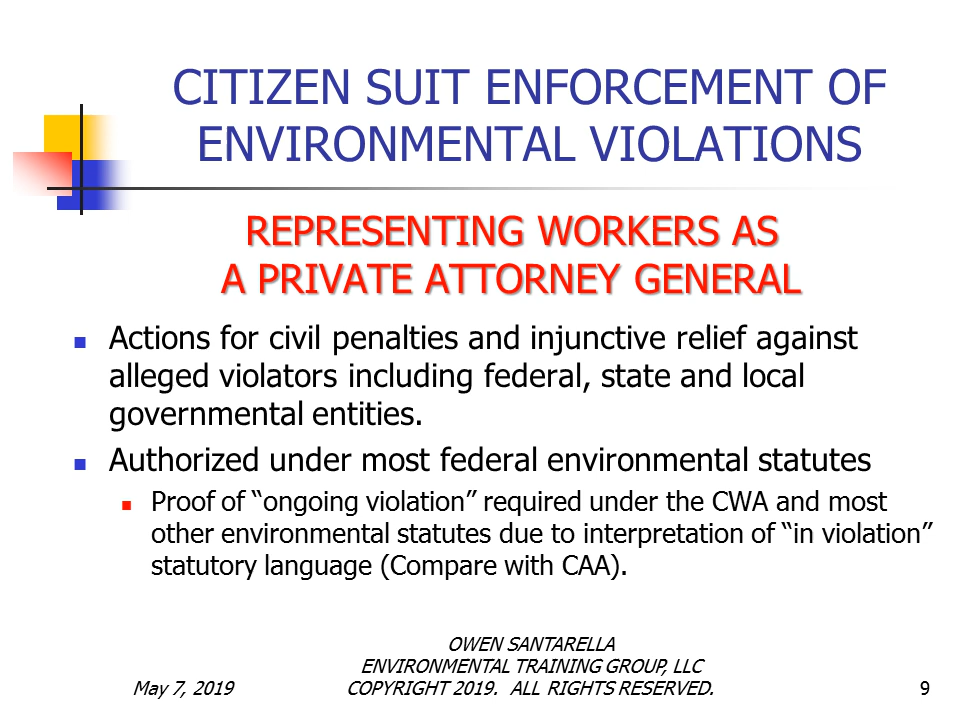 CITIZEN SUIT ENFORCEMENT OF
ENVIRONMENTAL VIOLATIONS
REPRESENTING WORKERS AS
A PRIVATE ATTORNEY GENERAL
Actions for civil penalties and injunctive relief against
alleged violators including federal, state and local
governmental entities.
Authorized under most federal environmental statutes
Proof of “ongoing violation” required under the CWA and most
other environmental statutes due to interpretation of “in violation”
statutory language (Compare with CAA).
OWEN SANTARELLA
ENVIRONMENTAL TRAINING GROUP, LLC
May 7, 2019 COPYRIGHT 2019. ALL RIGHTS RESERVED. 9